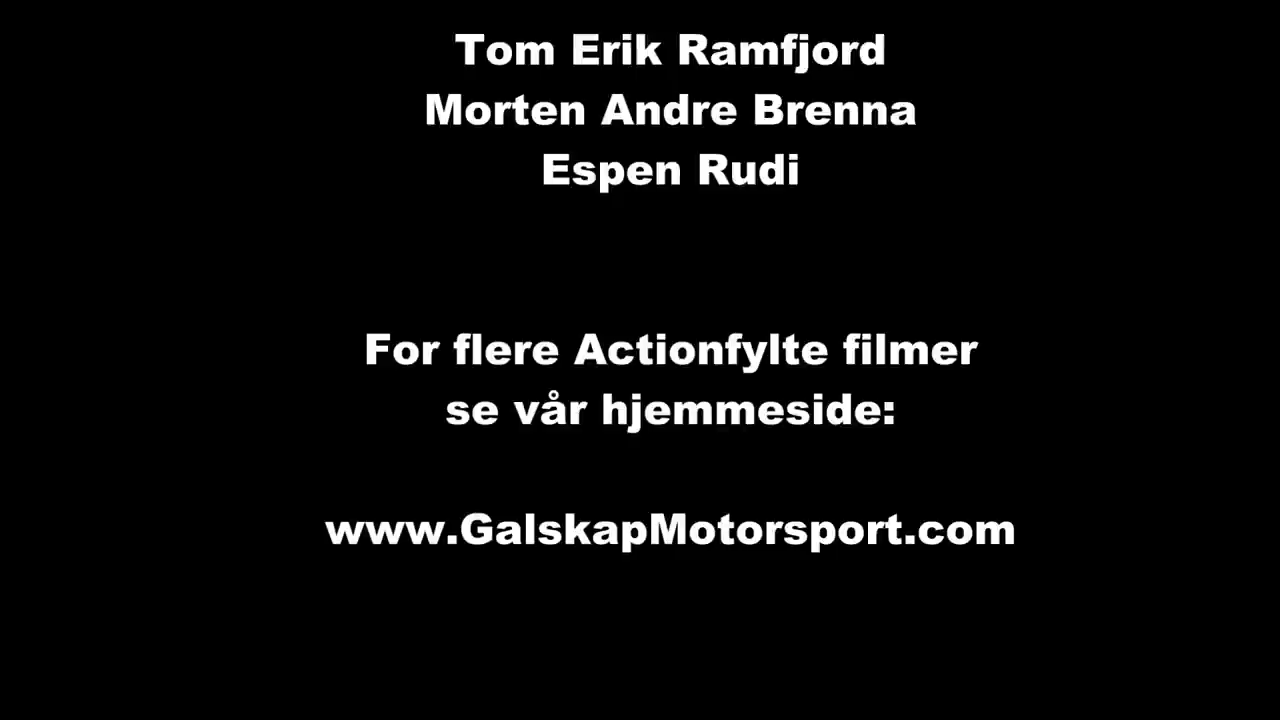 Tom Erik Ramfjord
Morten Andre Brenna
Espen Rudi
For flere Actionfylte filmer
se vår hjemmeside:
www.GalskapMotorsport.com